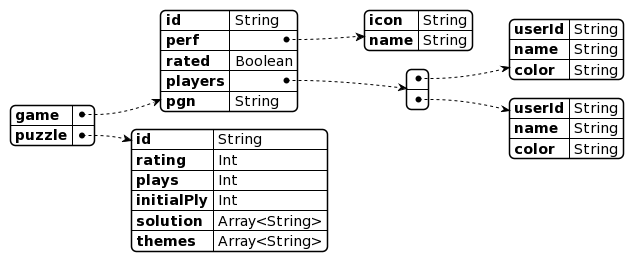 game
puzzle
id String
perf
rated Boolean
players
pgn String
icon String
name String
userId String
name String
color String
userId String
name String
color String
id String
rating Int
plays Int
initialPly Int
solution Array<String>
themes Array<String>